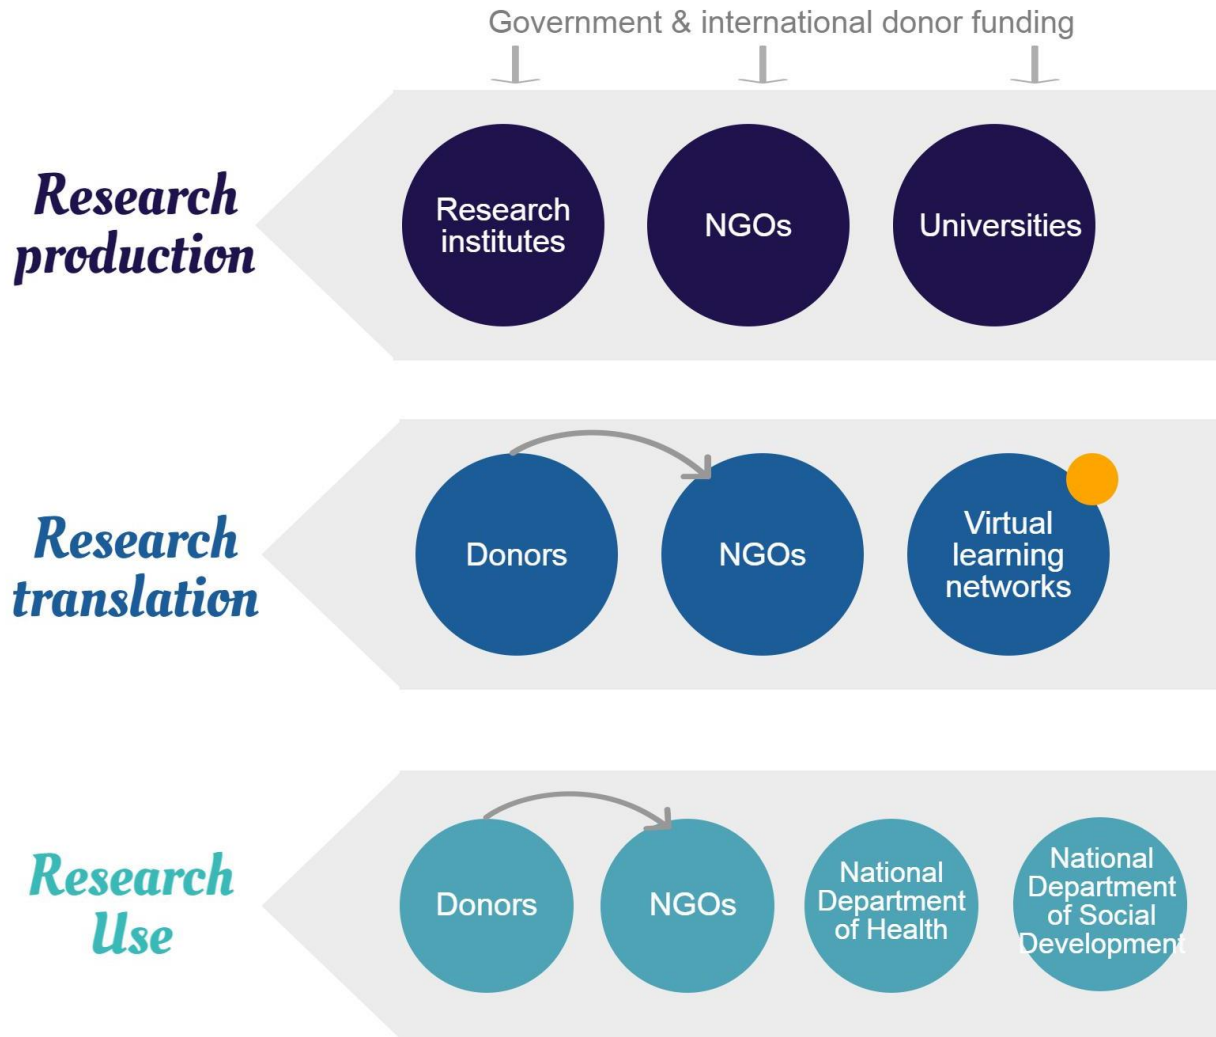 Government & international donor funding
Research
production
Research
institutes
NGOs
Universities
Research
translation
Donors
NGOs
Virtual
learning
networks
Research
Use
Donors
NGOs
National
Department
of Health
National
Department
of Social
Development